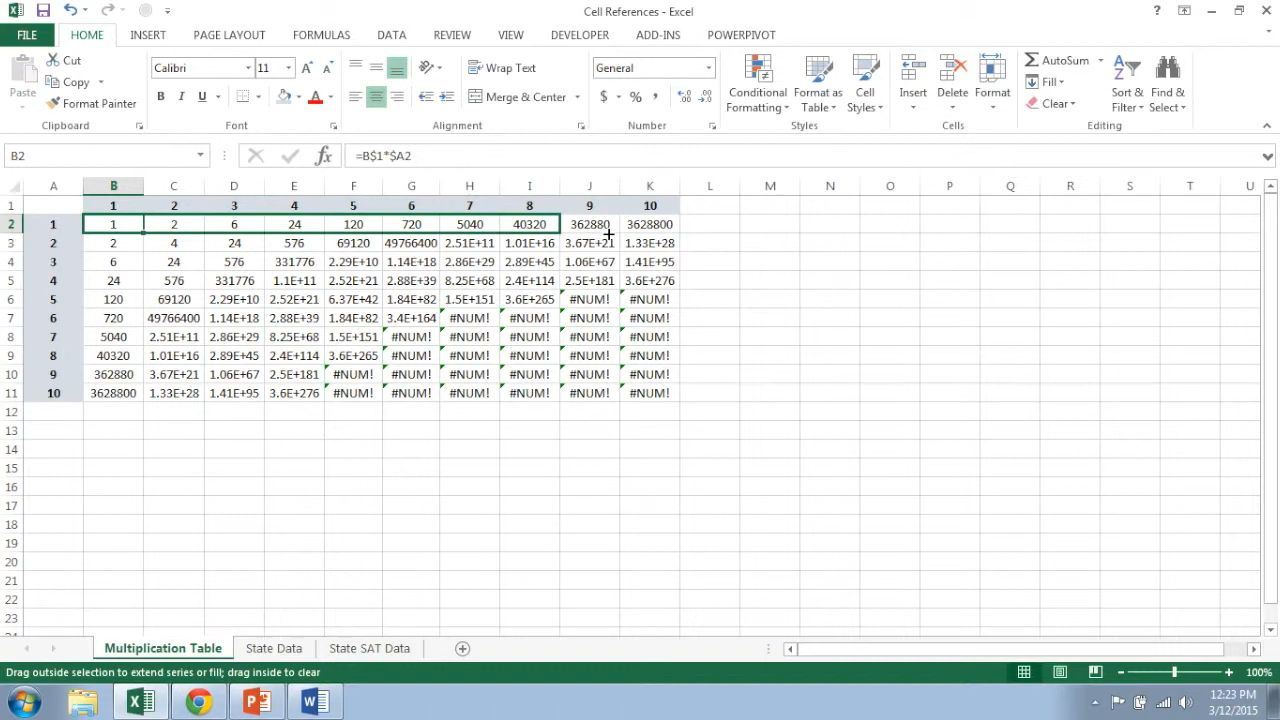 Cell References - Excel
?
FILE HOME INSERT PAGE LAYOUT FORMULAS DATA REVIEW VIEW DEVELOPER ADD-INS POWERPIVOT
Paste
Cut
Copy
Format Painter
Calibri 11
B I U
Wrap Text
Merge & Center
General
$ % ,
Conditional Formatting
Format as Table
Cell Styles
Insert
Delete
Format
AutoSum
Fill
Clear
Sort & Filter
Find & Select
Clipboard Font Alignment Number Styles Cells Editing
B2 fx =B$1*$A2
A B C D E F G H I J K L M N O P Q R S T U
1 1 2 3 4 5 6 7 8 9 10
2 1 1 2 6 24 120 720 5040 40320 362880 3628800
3 2 2 4 24 576 69120 49766400 2.51E+11 1.01E+16 3.67E+21 1.33E+28
4 3 6 24 576 331776 2.29E+10 1.14E+18 2.86E+29 2.89E+45 1.06E+67 1.41E+95
5 4 24 576 331776 1.1E+11 2.52E+21 2.88E+39 8.25E+68 2.4E+114 2.5E+181 3.6E+276
6 5 120 69120 2.29E+10 2.52E+21 6.37E+42 1.84E+82 1.5E+151 3.6E+265 #NUM! #NUM!
7 6 720 49766400 1.14E+18 2.88E+39 1.84E+82 3.4E+164 #NUM! #NUM! #NUM! #NUM!
8 7 5040 2.51E+11 2.86E+29 8.25E+68 1.5E+151 #NUM! #NUM! #NUM! #NUM! #NUM!
9 8 40320 1.01E+16 2.89E+45 2.4E+114 3.6E+265 #NUM! #NUM! #NUM! #NUM! #NUM!
10 9 362880 3.67E+21 1.06E+67 2.5E+181 #NUM! #NUM! #NUM! #NUM! #NUM! #NUM!
11 10 3628800 1.33E+28 1.41E+95 3.6E+276 #NUM! #NUM! #NUM! #NUM! #NUM! #NUM!
12
13
14
15
16
17
18
19
20
21
22
23
Multiplication Table State Data State SAT Data
Drag outside selection to extend series or fill; drag inside to clear
100%
12:23 PM
3/12/2015